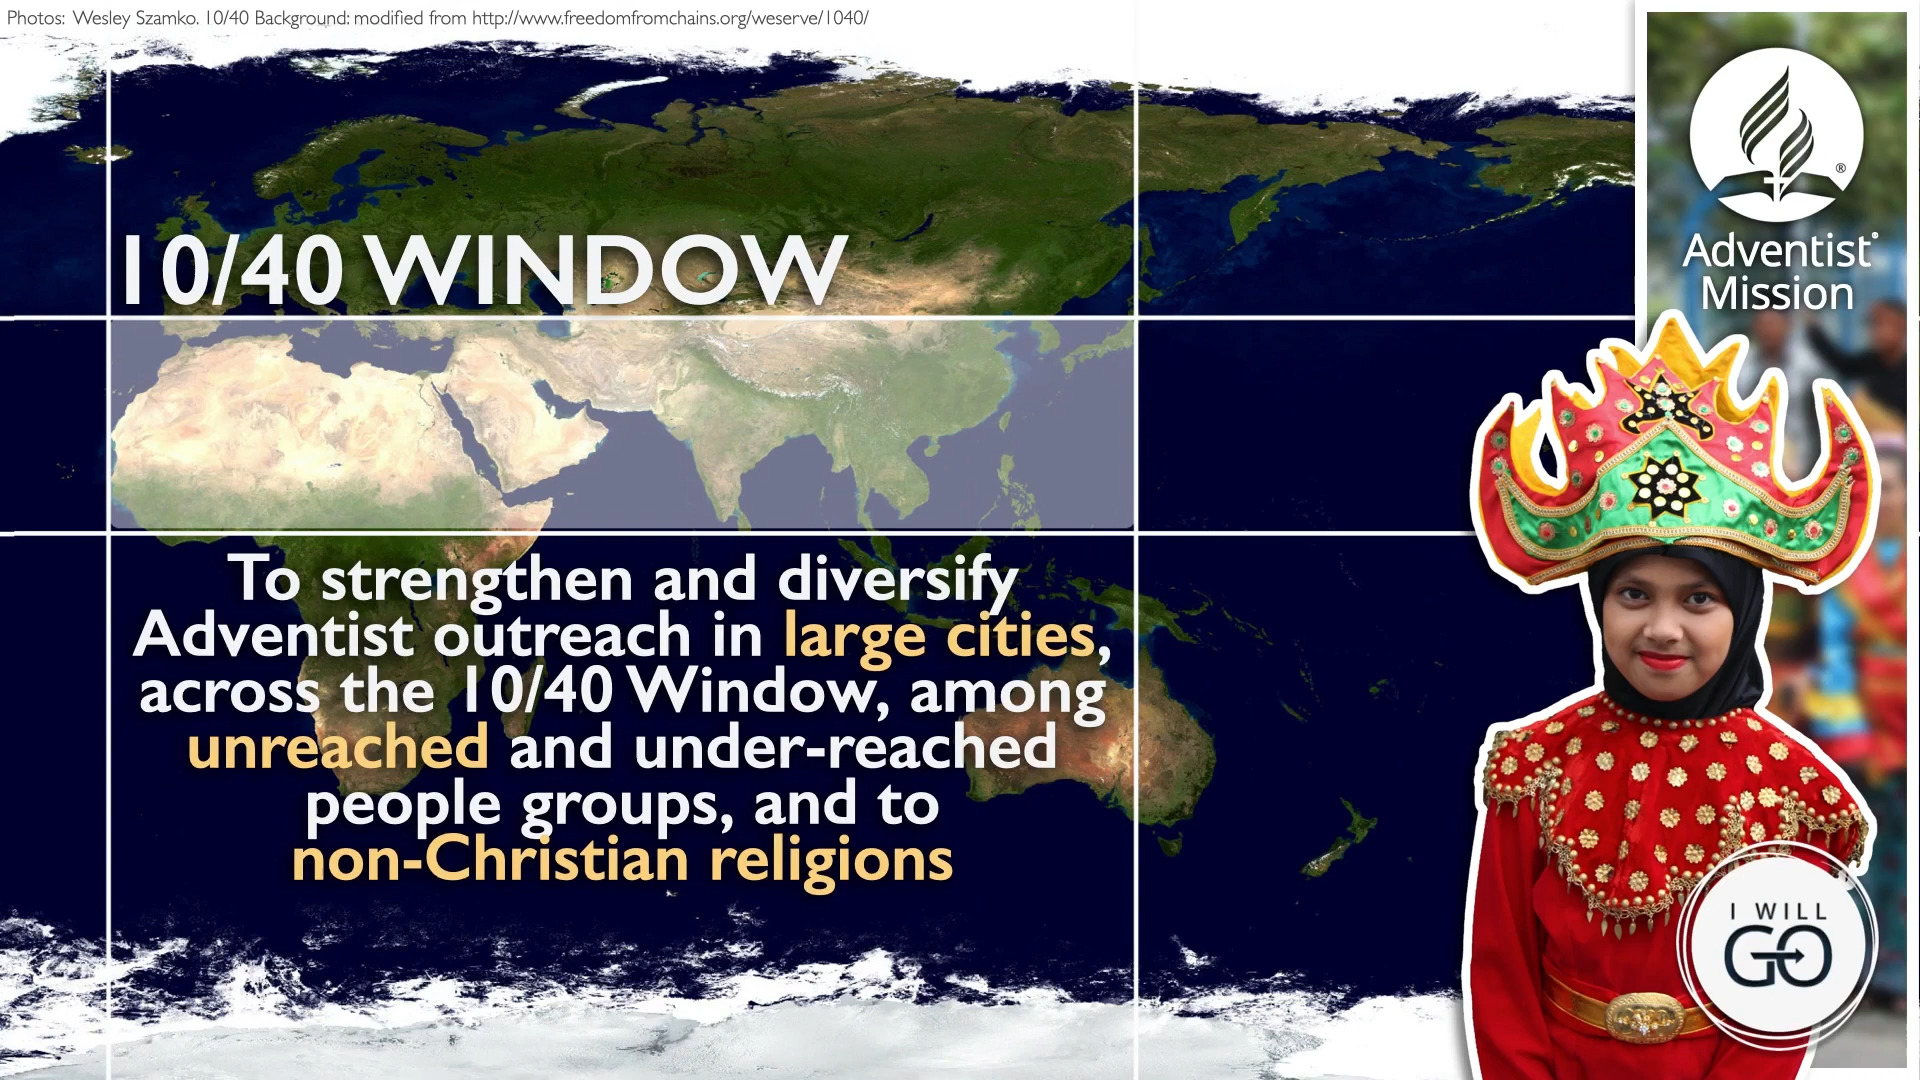 Photos: Wesley Szamko. 10/40 Background: modified from http://www.freedomfromchains.org/weserve/1040/
10/40 WINDOW
To strengthen and diversify
Adventist outreach in large cities,
across the 10/40 Window, among
unreached and under-reached
people groups, and to
non-Christian religions
®
Adventist®
Mission
I WILL
GO